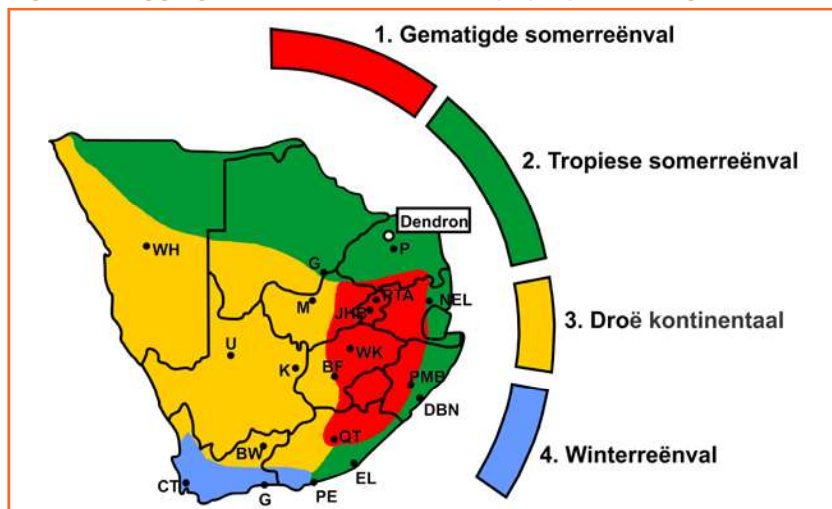 1. Gematigde somerreënval
2. Tropiese somerreënval
Dendron
P
WH
G
M
PTA
JHB
NEL
3. Droë kontinentaal
U
WK
K
BF
PMB
DBN
QT
BW
4. Winterreënval
EL
CT
G
PE